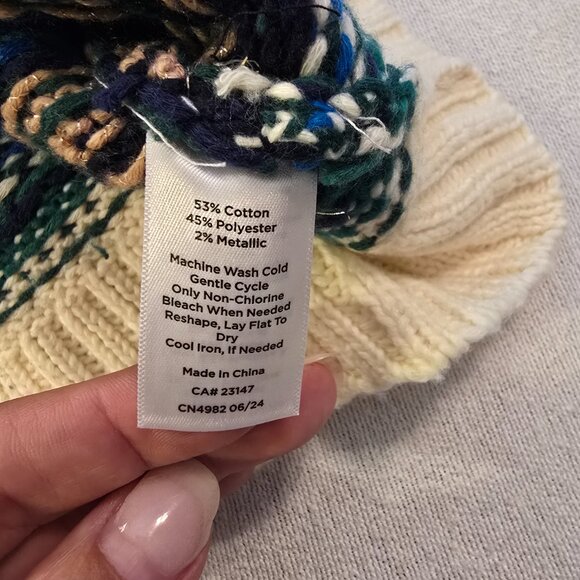 53% Cotton
45% Polyester
2% Metallic
Machine Wash Cold
Gentle Cycle
Only Non-Chlorine
Bleach When Needed
Reshape, Lay Flat To
Dry
Cool Iron, If Needed
Made in China
CA# 23147
CN4982 06/24